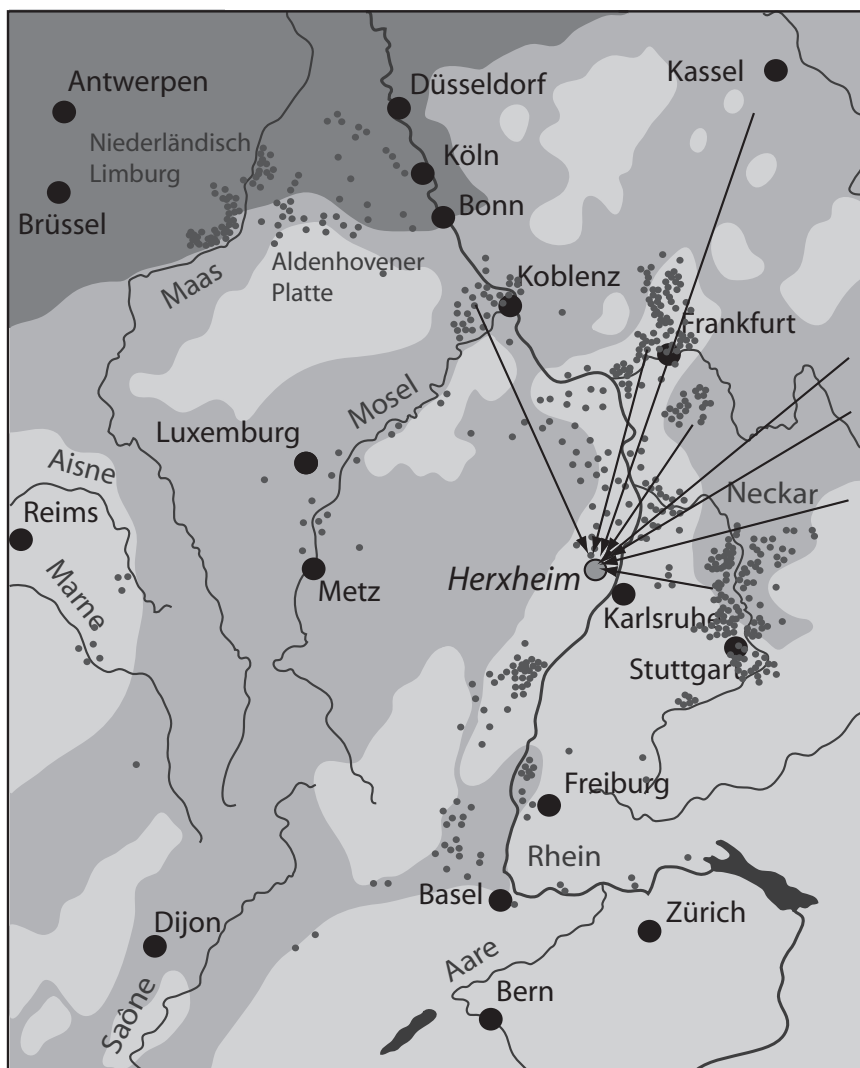 Kassel
Antwerpen
Düsseldorf
Niederländisch
Limburg
Köln
Brüssel
Bonn
Maas
Aldenhovener
Platte
Koblenz
Frankfurt
Mosel
Luxemburg
Aisne
Neckar
Reims
Marne
Metz
Herxheim
Karlsruhe
Stuttgart
Freiburg
Rhein
Basel
Zürich
Dijon
Aare
Saône
Bern